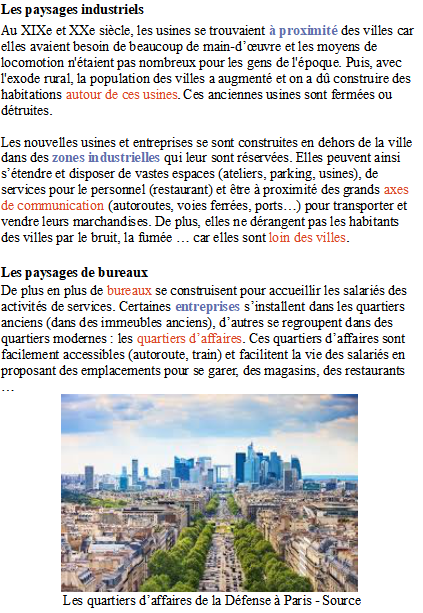 Les paysages industriels
Au XIXe et XXe siècle, les usines se trouvaient à proximité des villes car
elles avaient besoin de beaucoup de main-d’œuvre et les moyens de
locomotion n'étaient pas nombreux pour les gens de l'époque. Puis, avec
l'exode rural, la population des villes a augmenté et on a dû construire des
habitations autour de ces usines. Ces anciennes usines sont fermées ou
détruites.
Les nouvelles usines et entreprises se sont construites en dehors de la ville
dans des zones industrielles qui leur sont réservées. Elles peuvent ainsi
s’étendre et disposer de vastes espaces (ateliers, parking, usines), de
services pour le personnel (restaurant) et être à proximité des grands axes
de communication (autoroutes, voies ferrées, ports…) pour transporter et
vendre leurs marchandises. De plus, elles ne dérangent pas les habitants
des villes par le bruit, la fumée … car elles sont loin des villes.
Les paysages de bureaux
De plus en plus de bureaux se construisent pour accueillir les salariés des
activités de services. Certaines entreprises s’installent dans les quartiers
anciens (dans des immeubles anciens), d’autres se regroupent dans des
quartiers modernes : les quartiers d’affaires. Ces quartiers d’affaires sont
facilement accessibles (autoroute, train) et facilitent la vie des salariés en
proposant des emplacements pour se garer, des magasins, des restaurants
…
Les quartiers d’affaires de la Défense à Paris - Source